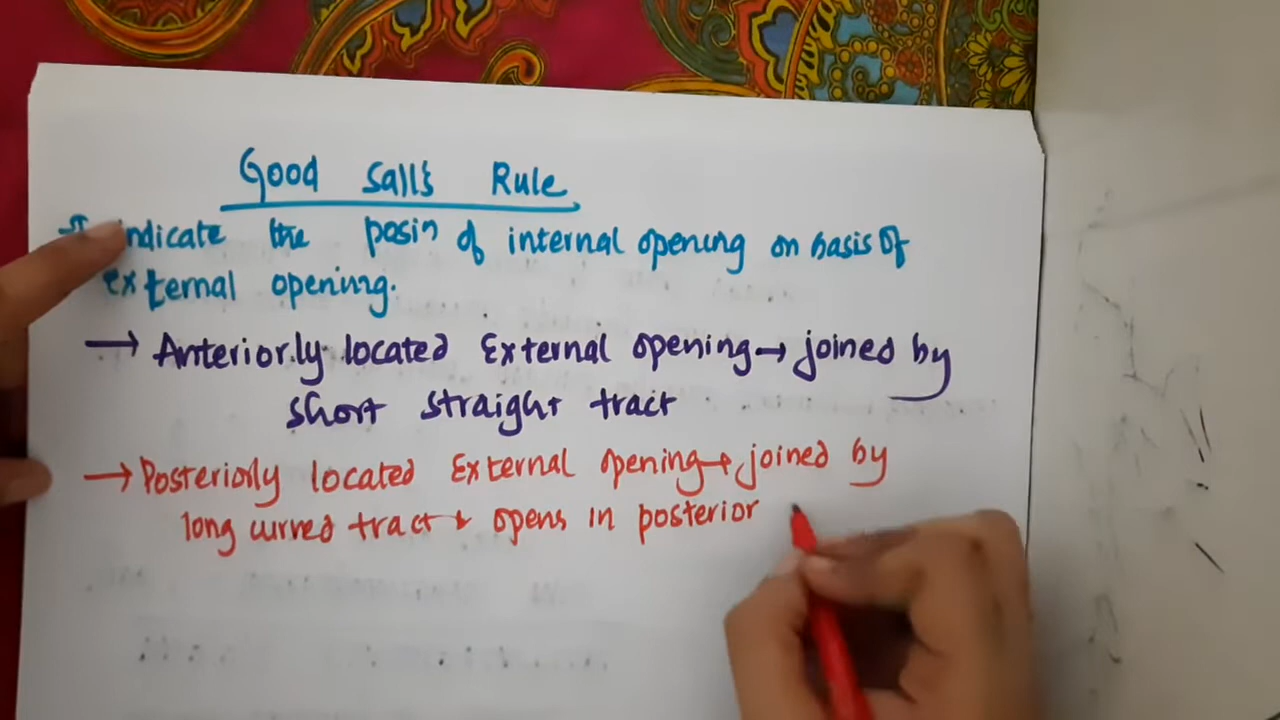 Good Salls Rule
indicate the posin of internal opening on basis of
external opening.
→ Anteriorly located External opening → joined by
short straight tract
→ Posteriorly located External opening → joined by
long curved tract & opens in posterior